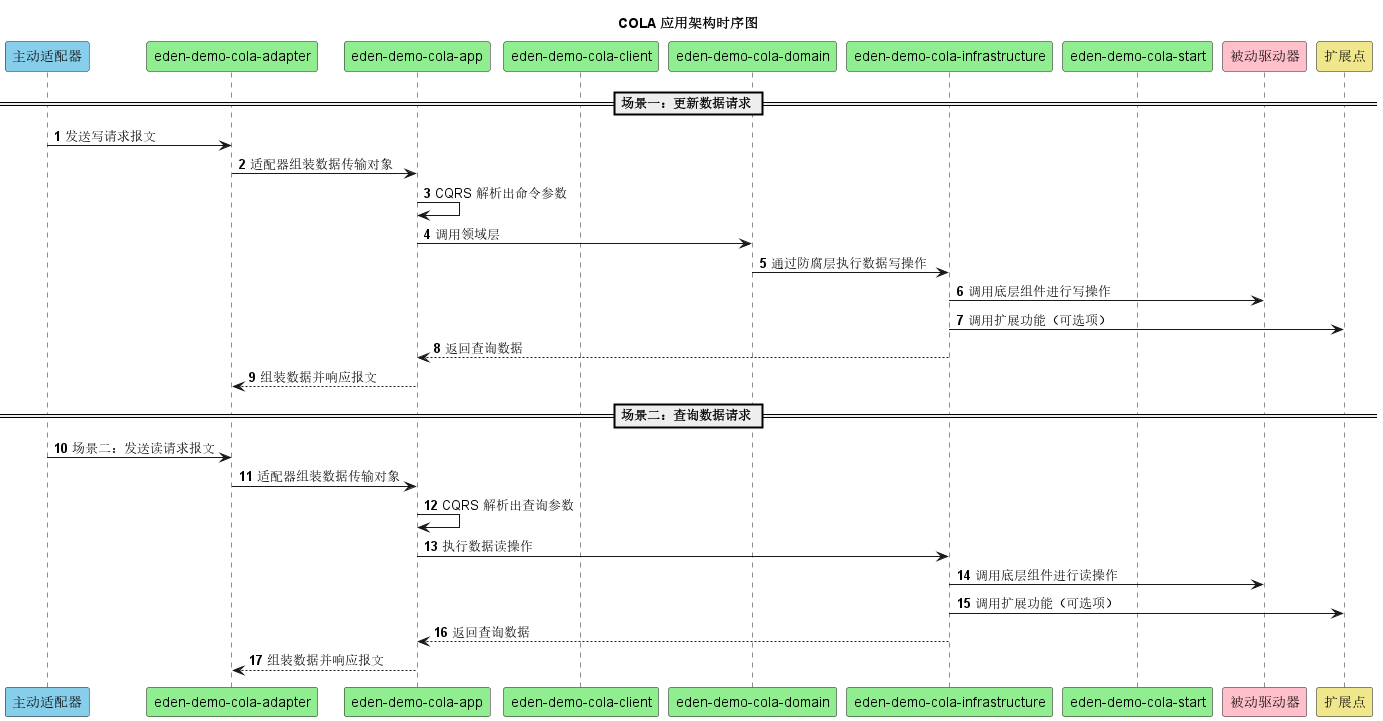 COLA 应用架构时序图
主动适配器 eden-demo-cola-adapter eden-demo-cola-app eden-demo-cola-client eden-demo-cola-domain eden-demo-cola-infrastructure eden-demo-cola-start 被动驱动器 扩展点
场景一：更新数据请求
1 发送写请求报文
2 适配器组装数据传输对象
3 CQRS 解析出命令参数
4 调用领域层
5 通过防腐层执行数据写操作
6 调用底层组件进行写操作
7 调用扩展功能（可选项）
8 返回查询数据
9 组装数据并响应报文
场景二：查询数据请求
10 场景二：发送读请求报文
11 适配器组装数据传输对象
12 CQRS 解析出查询参数
13 执行数据读操作
14 调用底层组件进行读操作
15 调用扩展功能（可选项）
16 返回查询数据
17 组装数据并响应报文
主动适配器 eden-demo-cola-adapter eden-demo-cola-app eden-demo-cola-client eden-demo-cola-domain eden-demo-cola-infrastructure eden-demo-cola-start 被动驱动器 扩展点